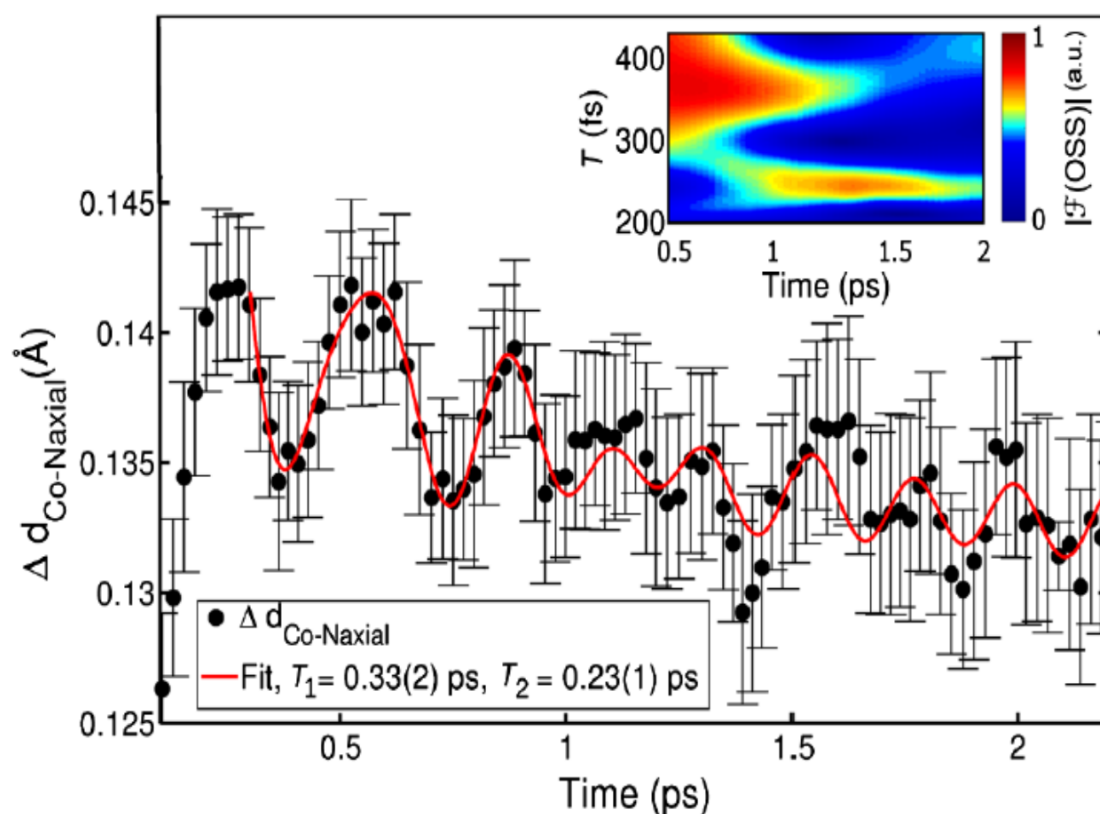 400
300
200
T (fs)
0.5 1 1.5 2
Time (ps)
1
0
|ℱ(OSS)| (a.u.)
0.145
0.14
0.135
0.13
0.125
Δ d_Co-Naxial(Å)
Δ d_Co-Naxial
Fit, T₁= 0.33(2) ps, T₂ = 0.23(1) ps
0.5 1 1.5 2
Time (ps)